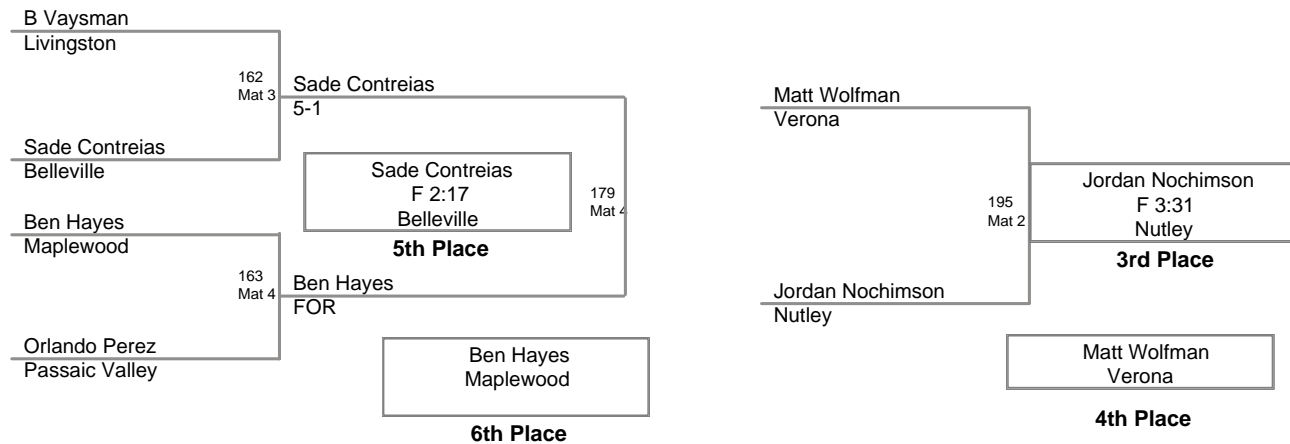 B Vaysman
Livingston
162
Mat 3
Sade Contreias
5-1
Sade Contreias
Belleville
Sade Contreias
F 2:17
Belleville
5th Place
179
Mat 4
Ben Hayes
Maplewood
163
Mat 4
Ben Hayes
FOR
Orlando Perez
Passaic Valley
Ben Hayes
Maplewood
6th Place
Matt Wolfman
Verona
195
Mat 2
Jordan Nochimson
F 3:31
Nutley
3rd Place
Jordan Nochimson
Nutley
Matt Wolfman
Verona
4th Place